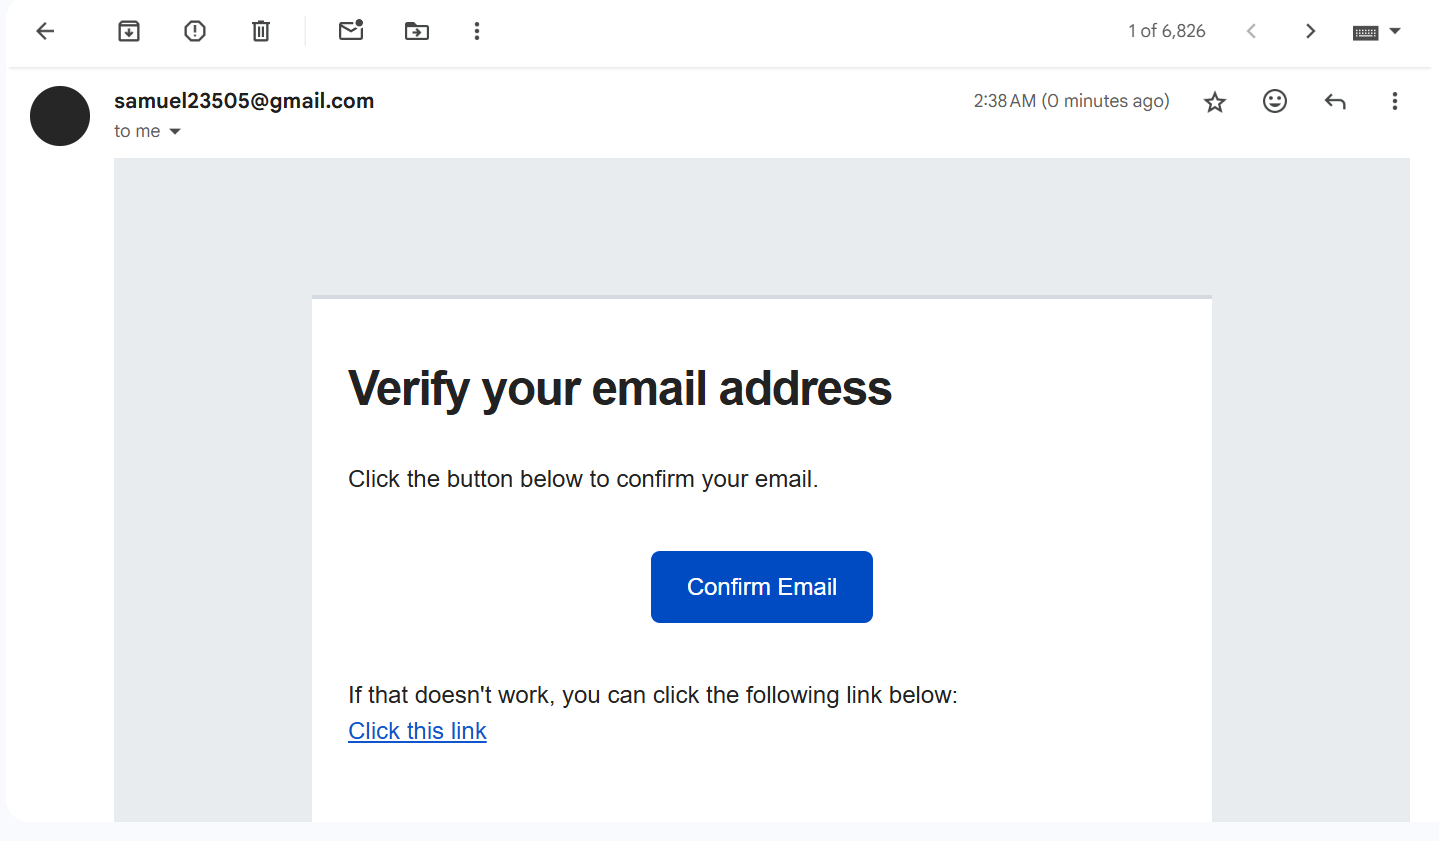 1 of 6,826
samuel23505@gmail.com
2:38 AM (0 minutes ago)
to me
Verify your email address
Click the button below to confirm your email.
Confirm Email
If that doesn't work, you can click the following link below:
Click this link